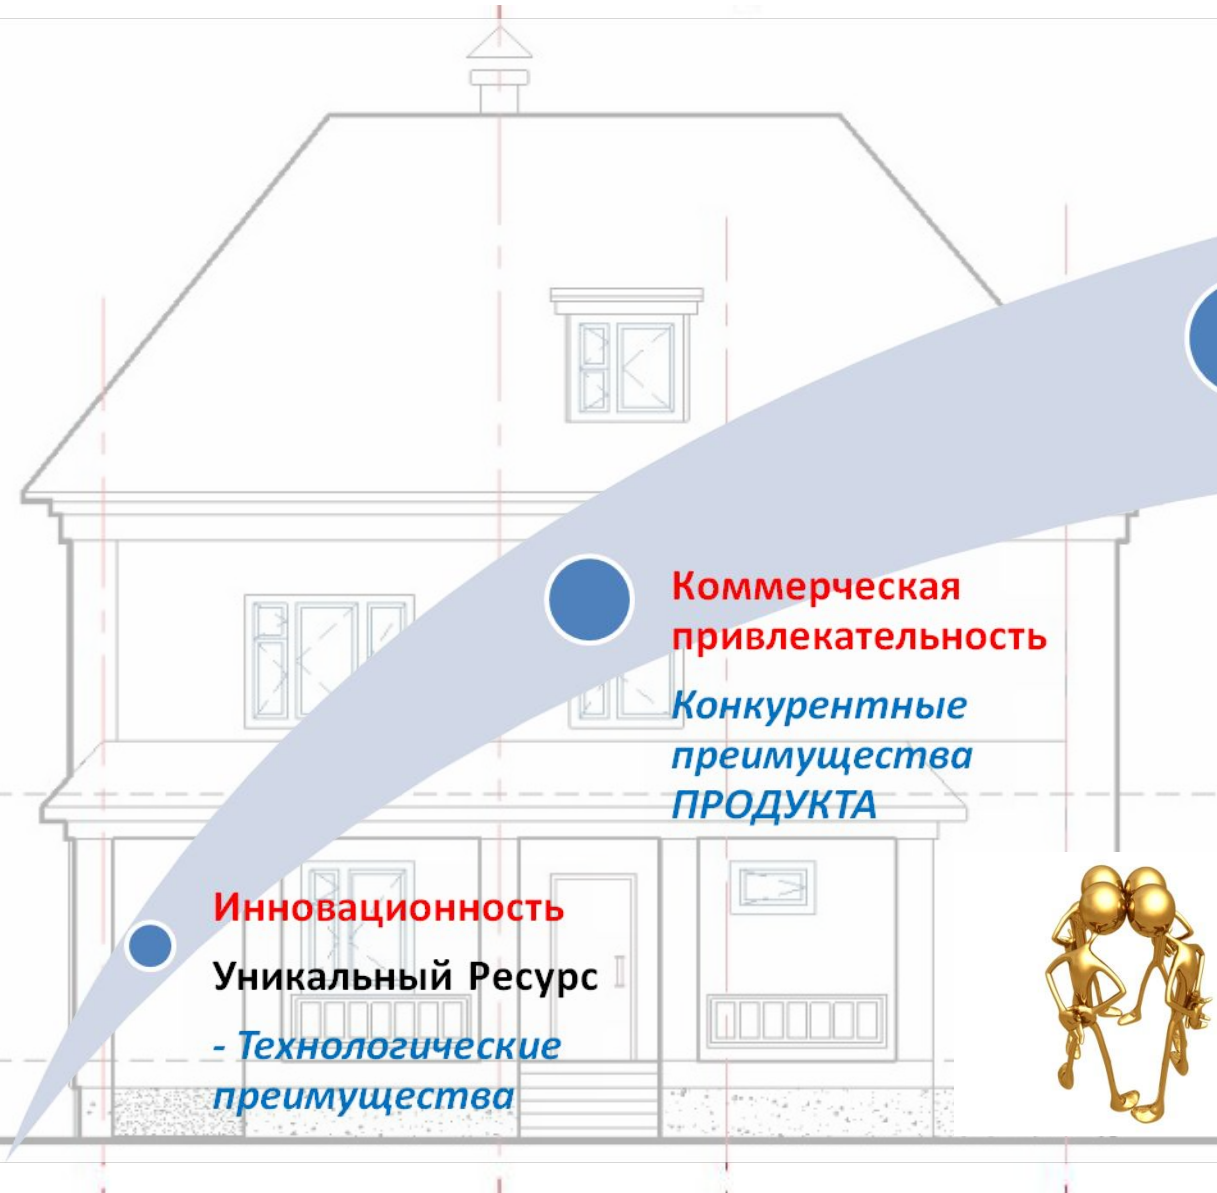 Коммерческая
привлекательность
Конкурентные
преимущества
ПРОДУКТА
Инновационность
Уникальный Ресурс
- Технологические
преимущества